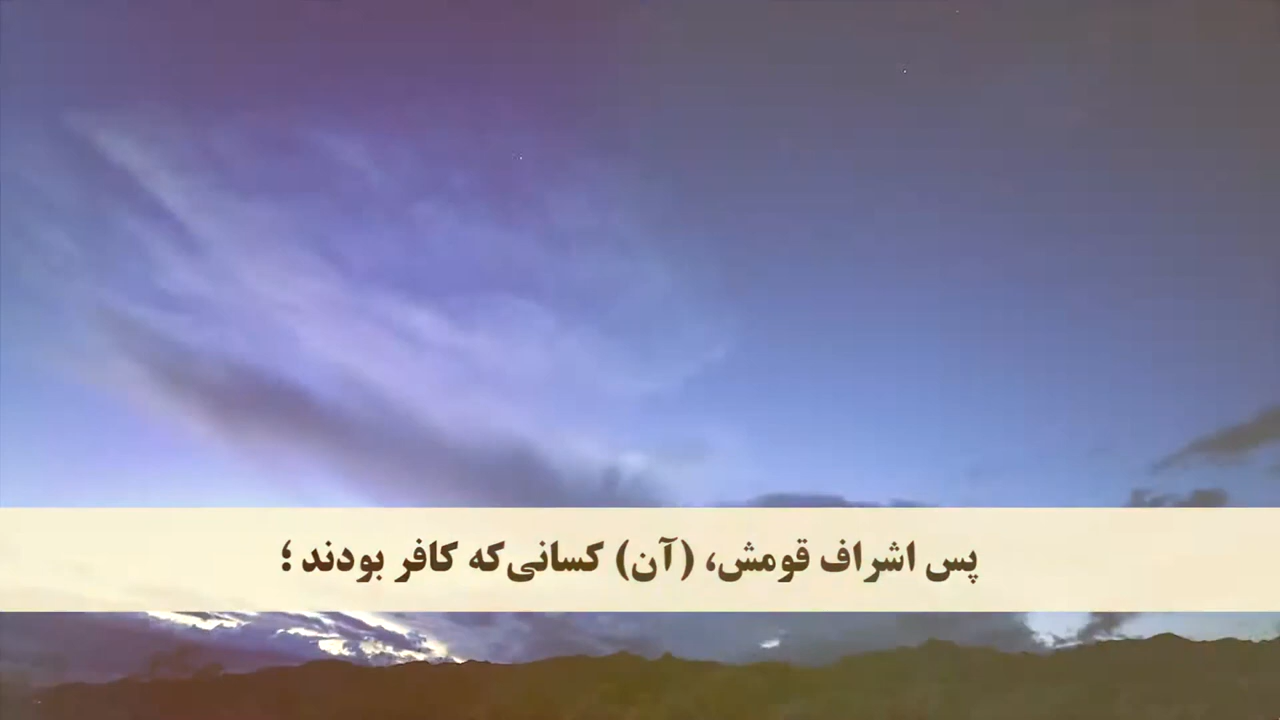 پس اشراف قومش، (آن) کسانی‌که کافر بودند ؛